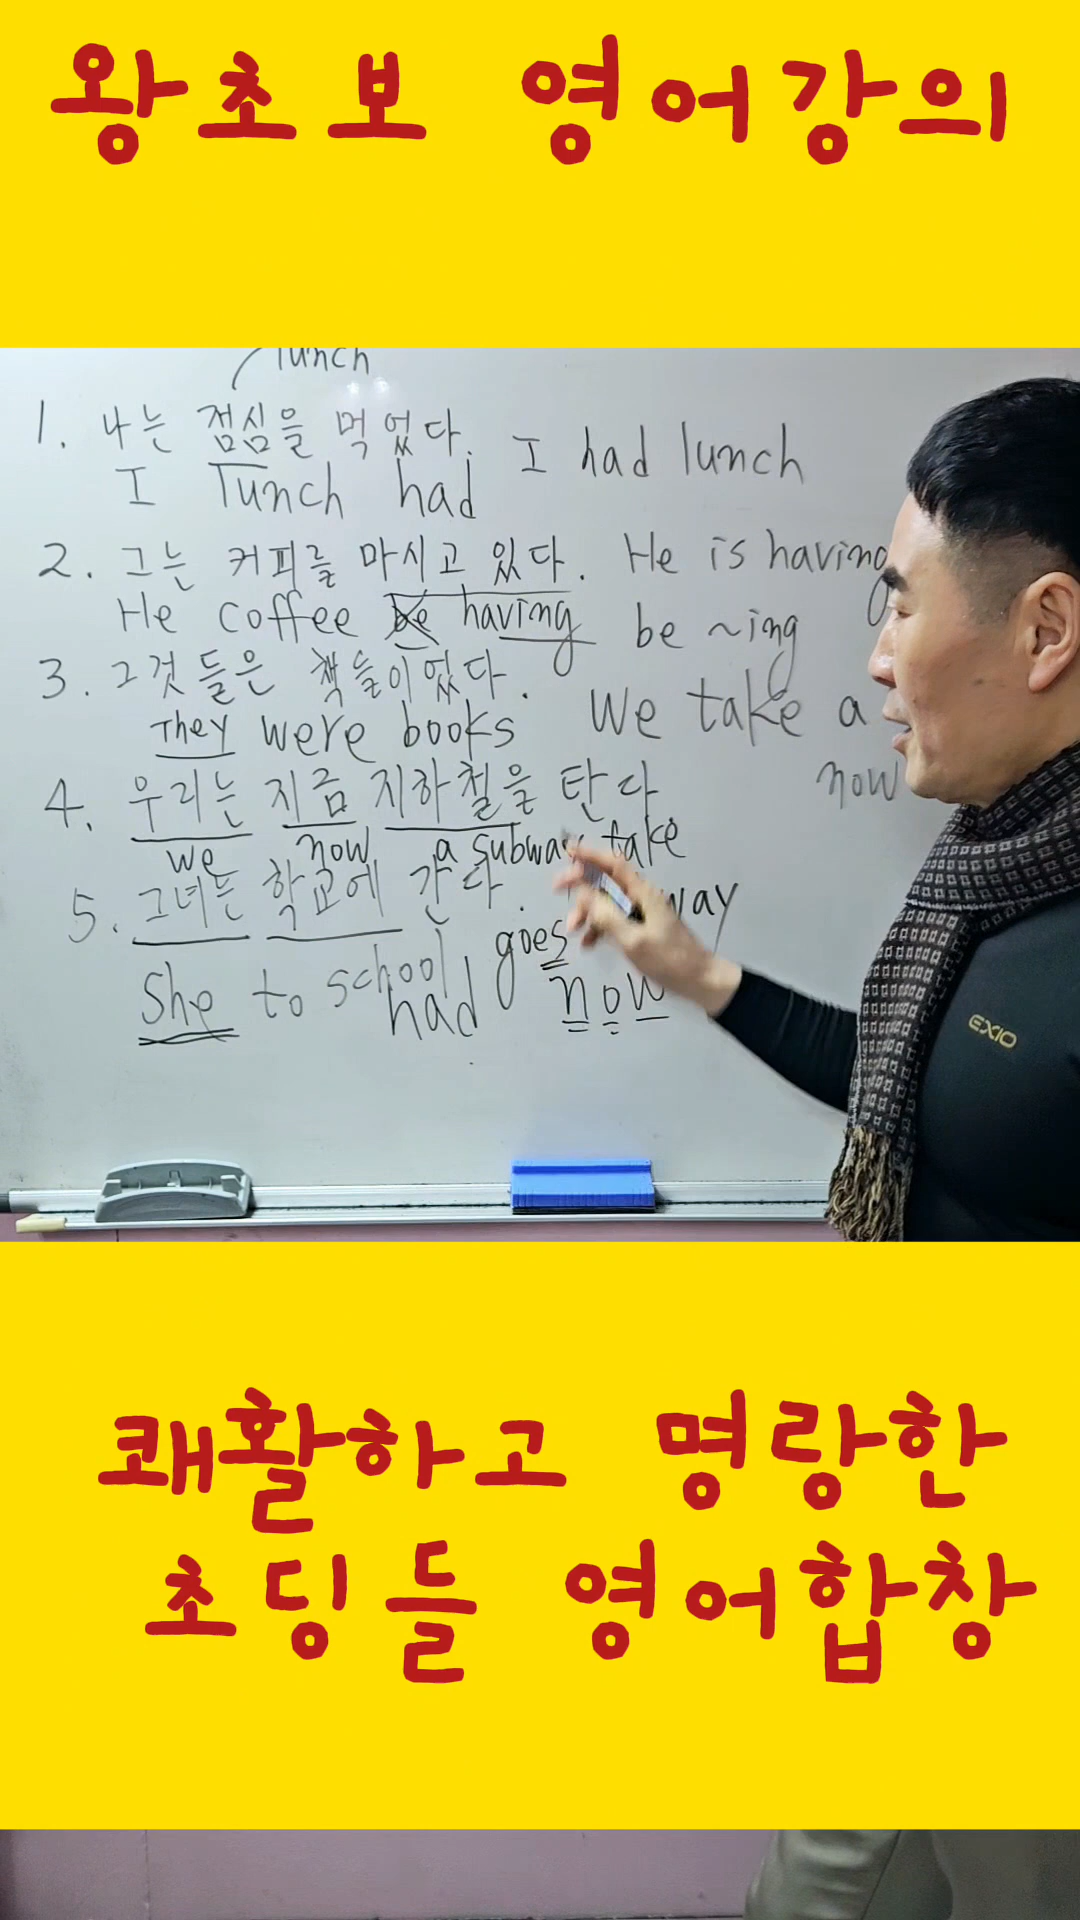 왕초보 영어강의
lunch
1. 나는 점심을 먹었다. I had lunch
I lunch had
2. 그는 커피를 마시고 있다. He is having
He coffee be having be ~ing
3. 그것들은 책들이었다.
They were books We take a
4. 우리는 지금 지하철을 탄다 now
we now a subway take
5. 그녀는 학교에 간다. way
She to school goes
had now
EXIO
쾌활하고 명랑한
초딩들 영어합창